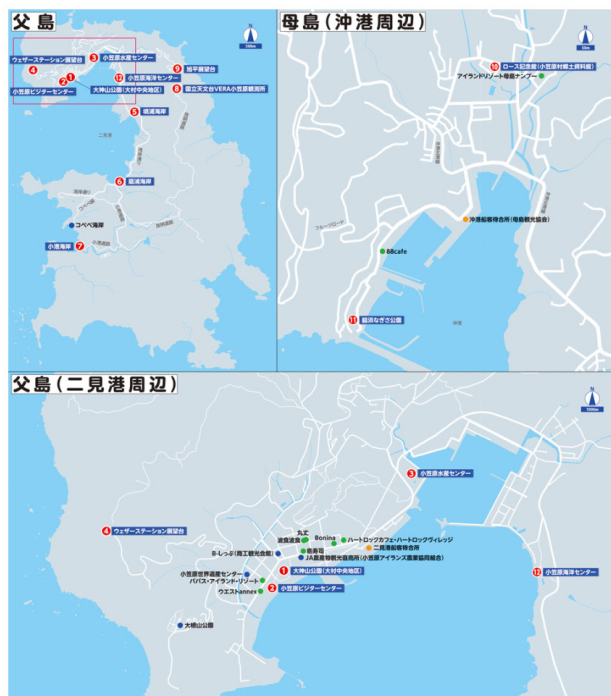 父島
N
3
小笠原水産センター
ウェザーステーション展望台
4
9
旭平展望台
2
1
12
小笠原海洋センター
小笠原ビジターセンター
大神山公園(大村中央地区)
8
国立天文台VERA小笠原観測所
5
境浦海岸
二見港
6
扇浦海岸
コペペ海岸
小港海岸
7
母島(沖港周辺)
N
10
ロース記念館(小笠原村郷土資料館)
アイランドリゾート母島ナンプー
フルーツロード
沖港船客待合所(母島観光協会)
88cafe
11
脇浜なぎさ公園
沖港
父島(二見港周辺)
N
3
小笠原水産センター
4
ウェザーステーション展望台
丸丈
波食波食
Bonina
ハートロックカフェ・ハートロックヴィレッジ
島寿司
二見港船客待合所
B-しっぷ(商工観光会館)
JA農産物観光直売所(小笠原アイランズ農業協同組合)
1
大神山公園(大村中央地区)
小笠原世界遺産センター
パパス・アイランド・リゾート
2
小笠原ビジターセンター
ウエストannex
12
小笠原海洋センター
大根山公園